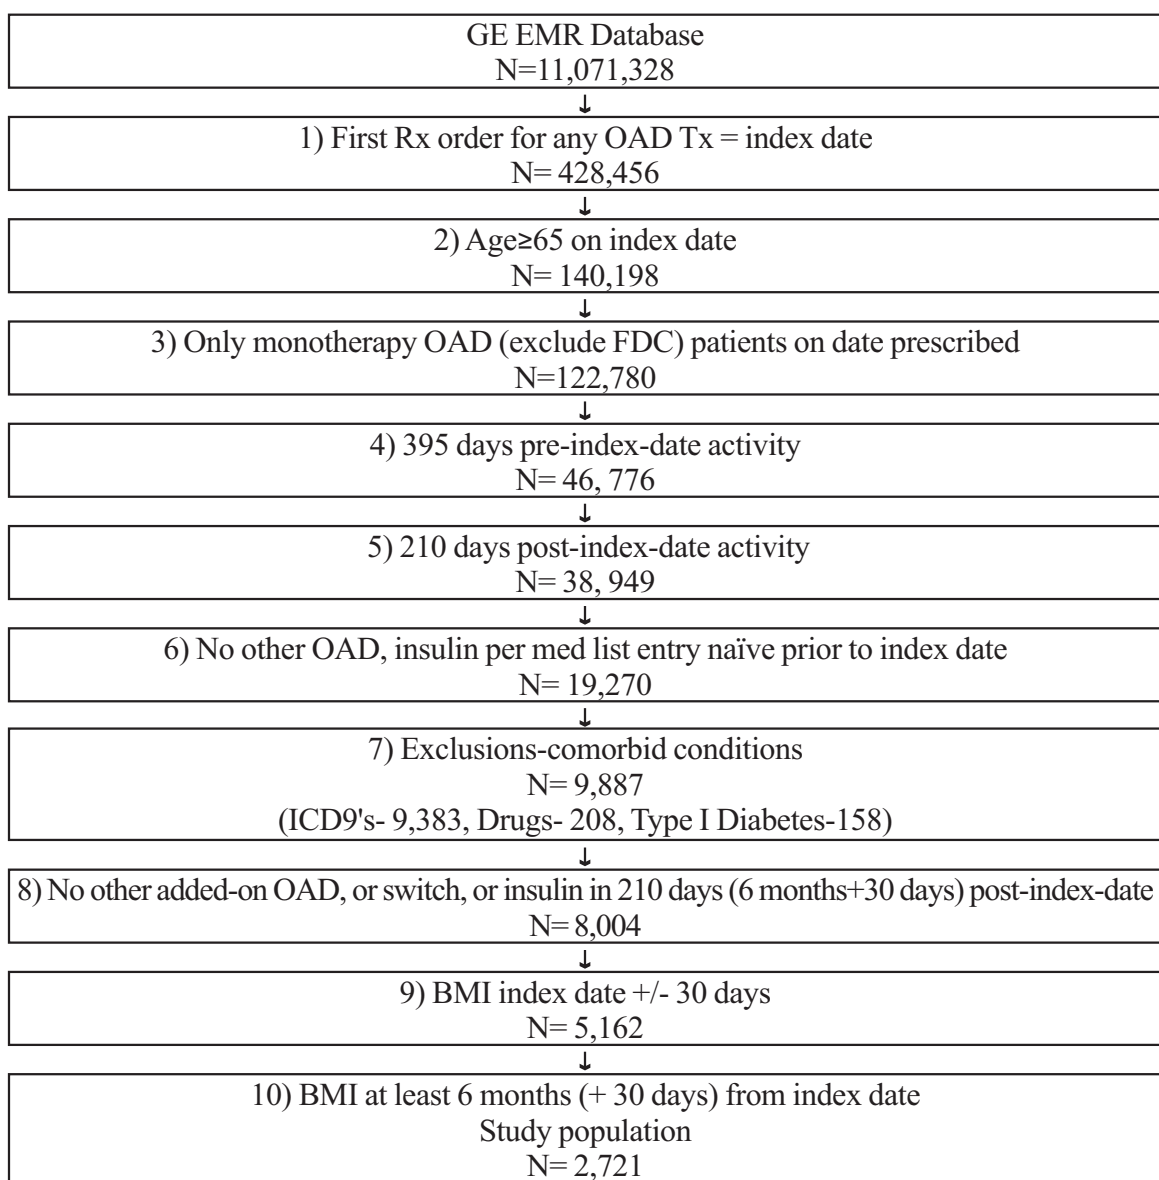 GE EMR Database
N=11,071,328
↓
1) First Rx order for any OAD Tx = index date
N= 428,456
↓
2) Age≥65 on index date
N= 140,198
↓
3) Only monotherapy OAD (exclude FDC) patients on date prescribed
N=122,780
↓
4) 395 days pre-index-date activity
N= 46, 776
↓
5) 210 days post-index-date activity
N= 38, 949
↓
6) No other OAD, insulin per med list entry naïve prior to index date
N= 19,270
↓
7) Exclusions-comorbid conditions
N= 9,887
(ICD9's- 9,383, Drugs- 208, Type I Diabetes-158)
↓
8) No other added-on OAD, or switch, or insulin in 210 days (6 months+30 days) post-index-date
N= 8,004
↓
9) BMI index date +/- 30 days
N= 5,162
↓
10) BMI at least 6 months (+ 30 days) from index date
Study population
N= 2,721